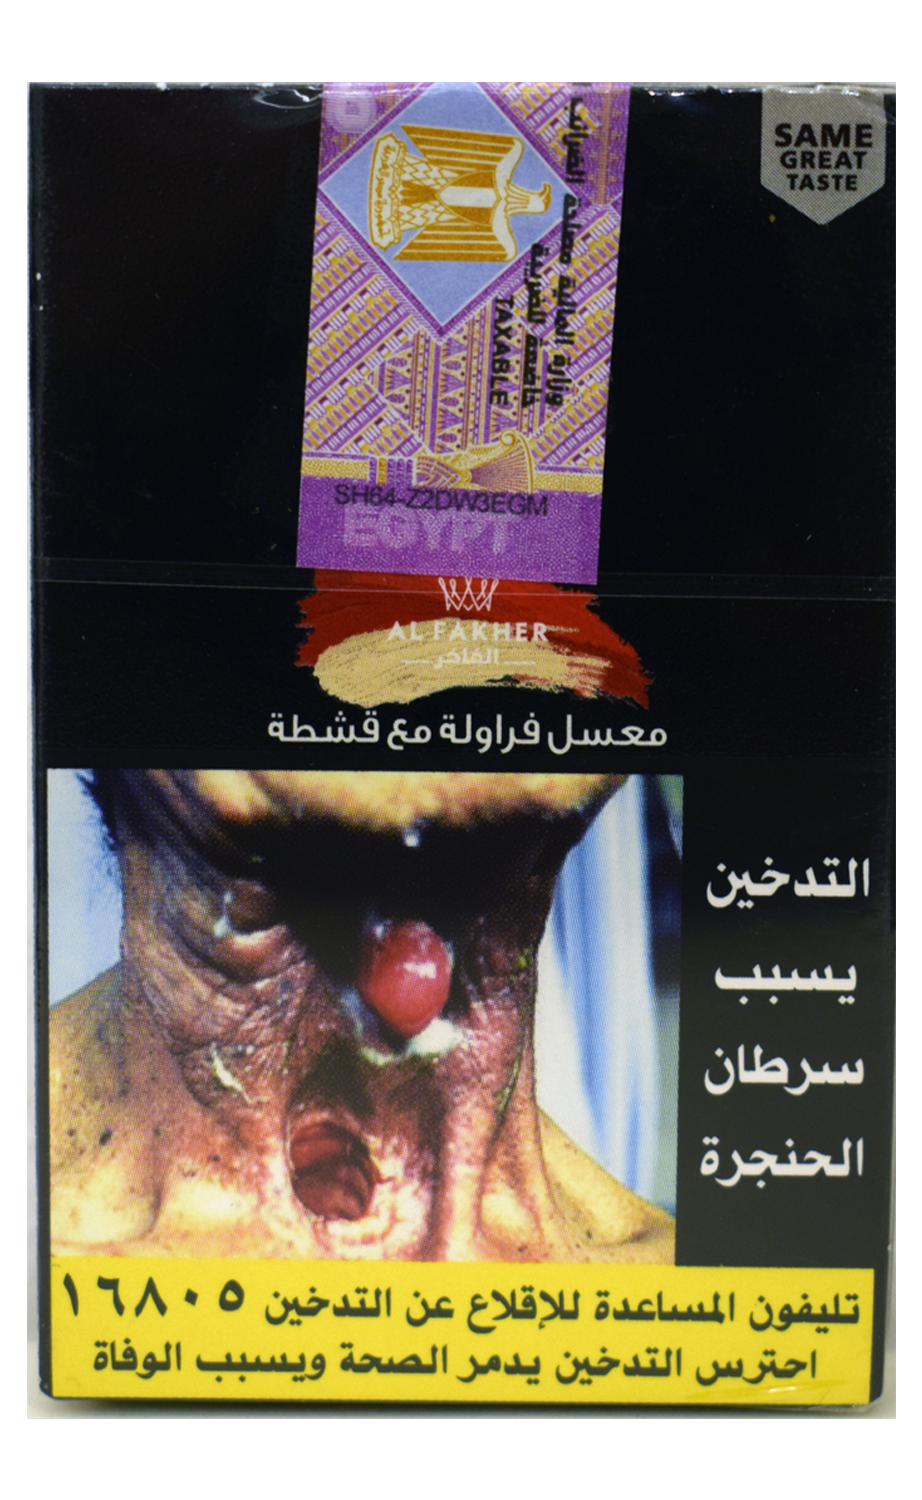 SAME
GREAT
TASTE
وزارة المالية مصلحة الضرائب
خاضعة للضريبة
TAXABLE
SH64-Z2DW3EGM
EGYPT
AL FAKHER
الفاخر
معسل فراولة مع قشطة
التدخين
يسبب
سرطان
الحنجرة
تليفون المساعدة للإقلاع عن التدخين ١٦٨٠٥
احترس التدخين يدمر الصحة ويسبب الوفاة